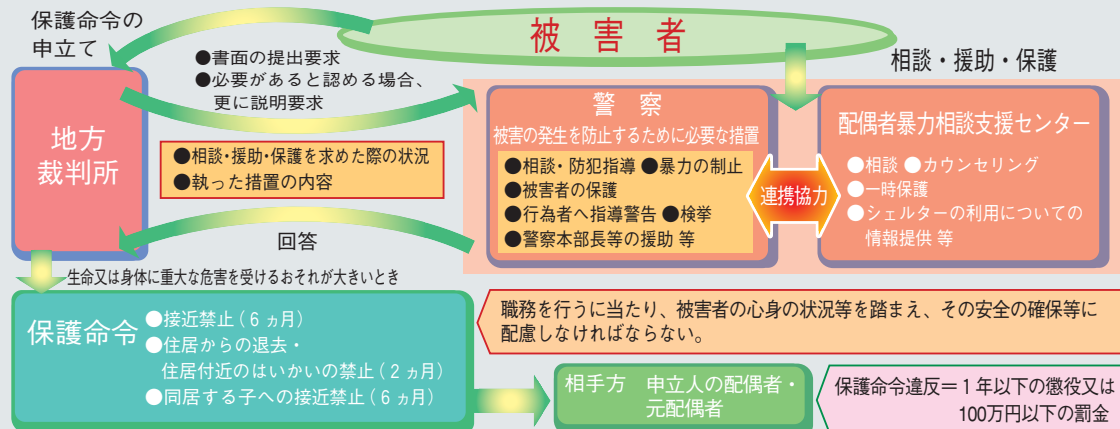 保護命令の
申立て
被害者
●書面の提出要求
●必要があると認める場合、
更に説明要求
相談・援助・保護
地方
裁判所
●相談・援助・保護を求めた際の状況
●執った措置の内容
回答
警察
被害の発生を防止するために必要な措置
●相談・防犯指導 ●暴力の制止
●被害者の保護
●行為者へ指導警告 ●検挙
●警察本部長等の援助 等
連携協力
配偶者暴力相談支援センター
●相談 ●カウンセリング
●一時保護
●シェルターの利用についての
情報提供 等
生命又は身体に重大な危害を受けるおそれが大きいとき
保護命令
●接近禁止(6ヵ月)
●住居からの退去・
住居付近のはいかいの禁止(2ヵ月)
●同居する子への接近禁止(6ヵ月)
職務を行うに当たり、被害者の心身の状況等を踏まえ、その安全の確保等に
配慮しなければならない。
相手方 申立人の配偶者・
元配偶者
保護命令違反=1年以下の懲役又は
100万円以下の罰金